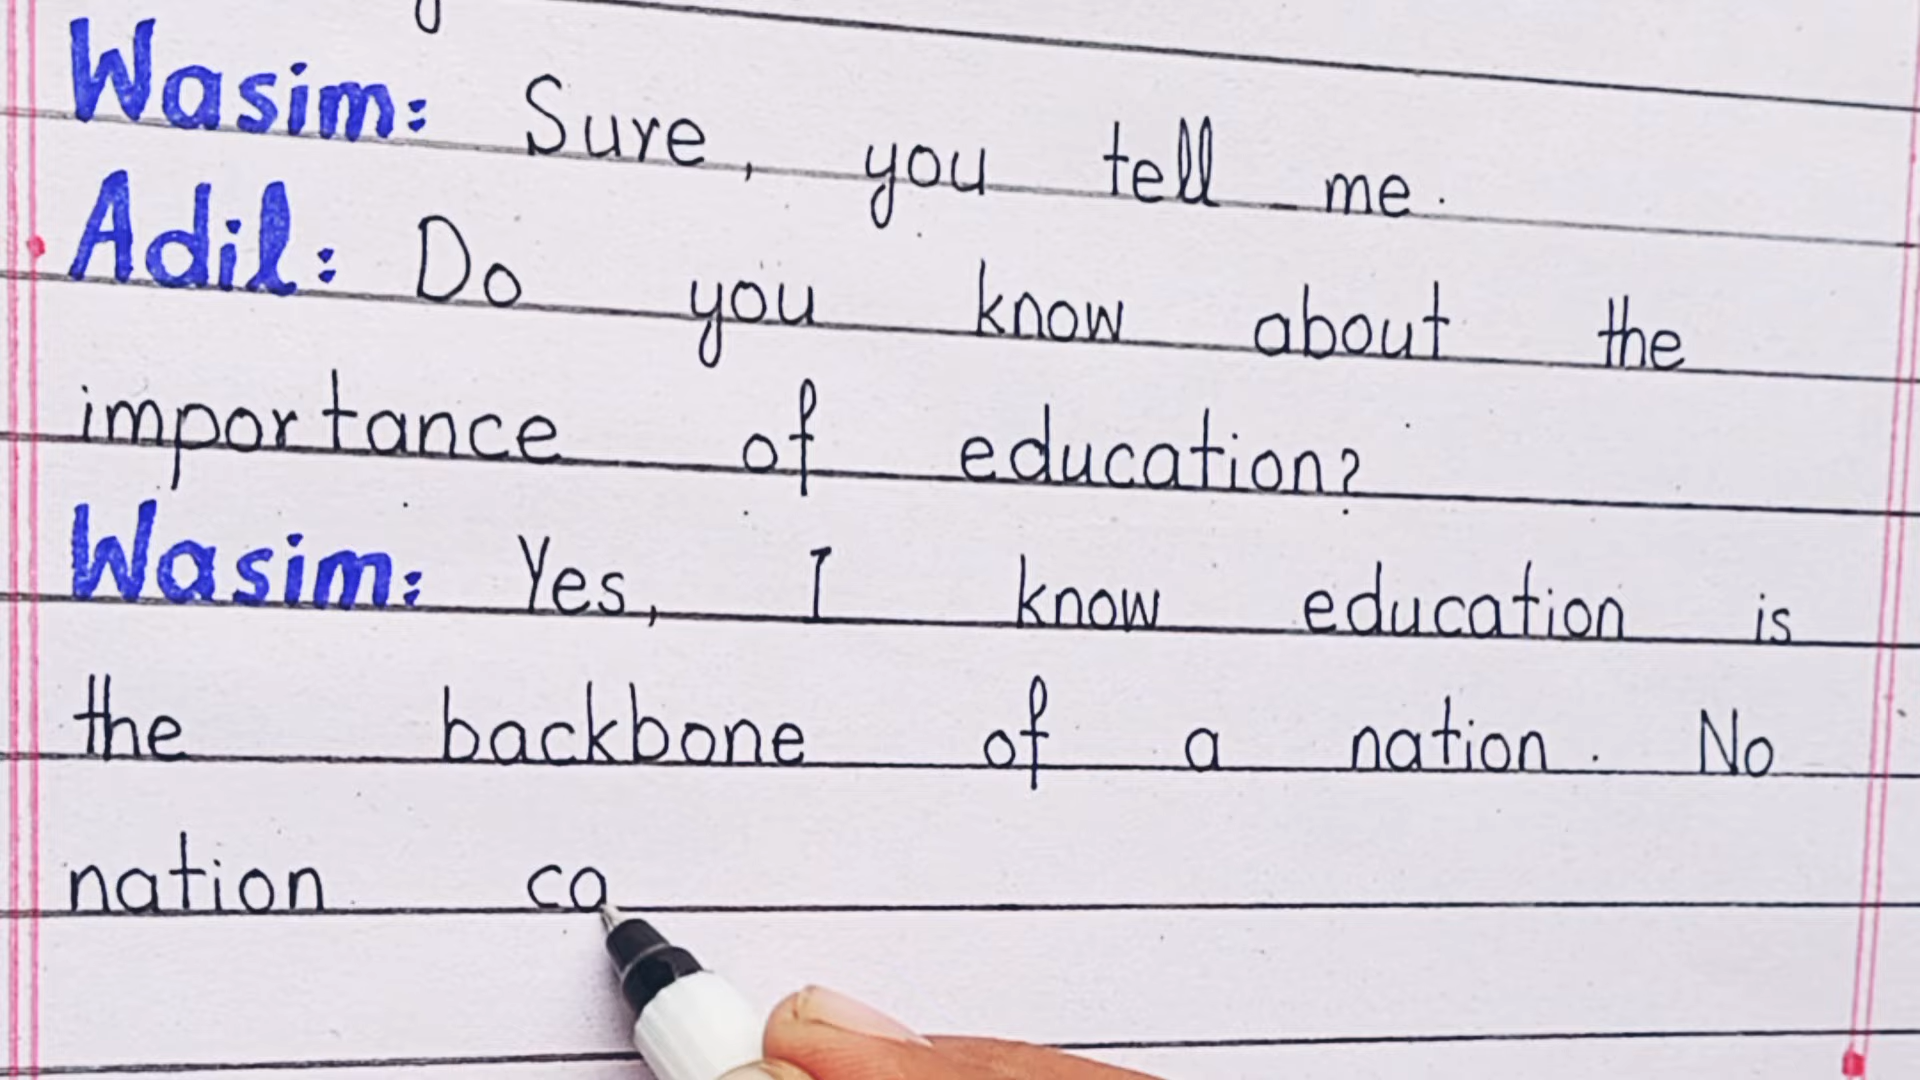 Wasim: Sure, you tell me.
Adil: Do you know about the
importance of education?
Wasim: Yes, I know education is
the backbone of a nation. No
nation ca